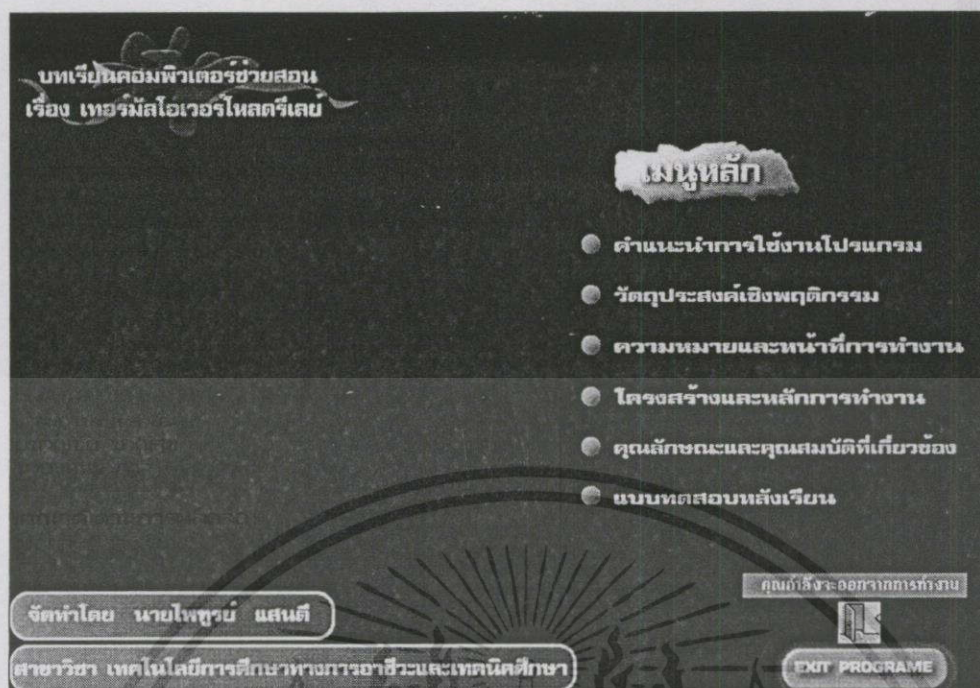 บทเรียนคอมพิวเตอร์ช่วยสอน
เรื่อง เทอร์มัลโอเวอร์โหลดรีเลย์
เมนูหลัก
คำแนะนำการใช้งานโปรแกรม
วัตถุประสงค์เชิงพฤติกรรม
ความหมายและหน้าที่การทำงาน
โครงสร้างและหลักการทำงาน
คุณลักษณะและคุณสมบัติที่เกี่ยวข้อง
แบบทดสอบหลังเรียน
คุณกำลังจะออกจากการทำงาน
จัดทำโดย นายไพฑูรย์ แสนดี
สาขาวิชา เทคโนโลยีการศึกษาทางการอาชีวะและเทคนิคศึกษา
EXIT PROGRAME